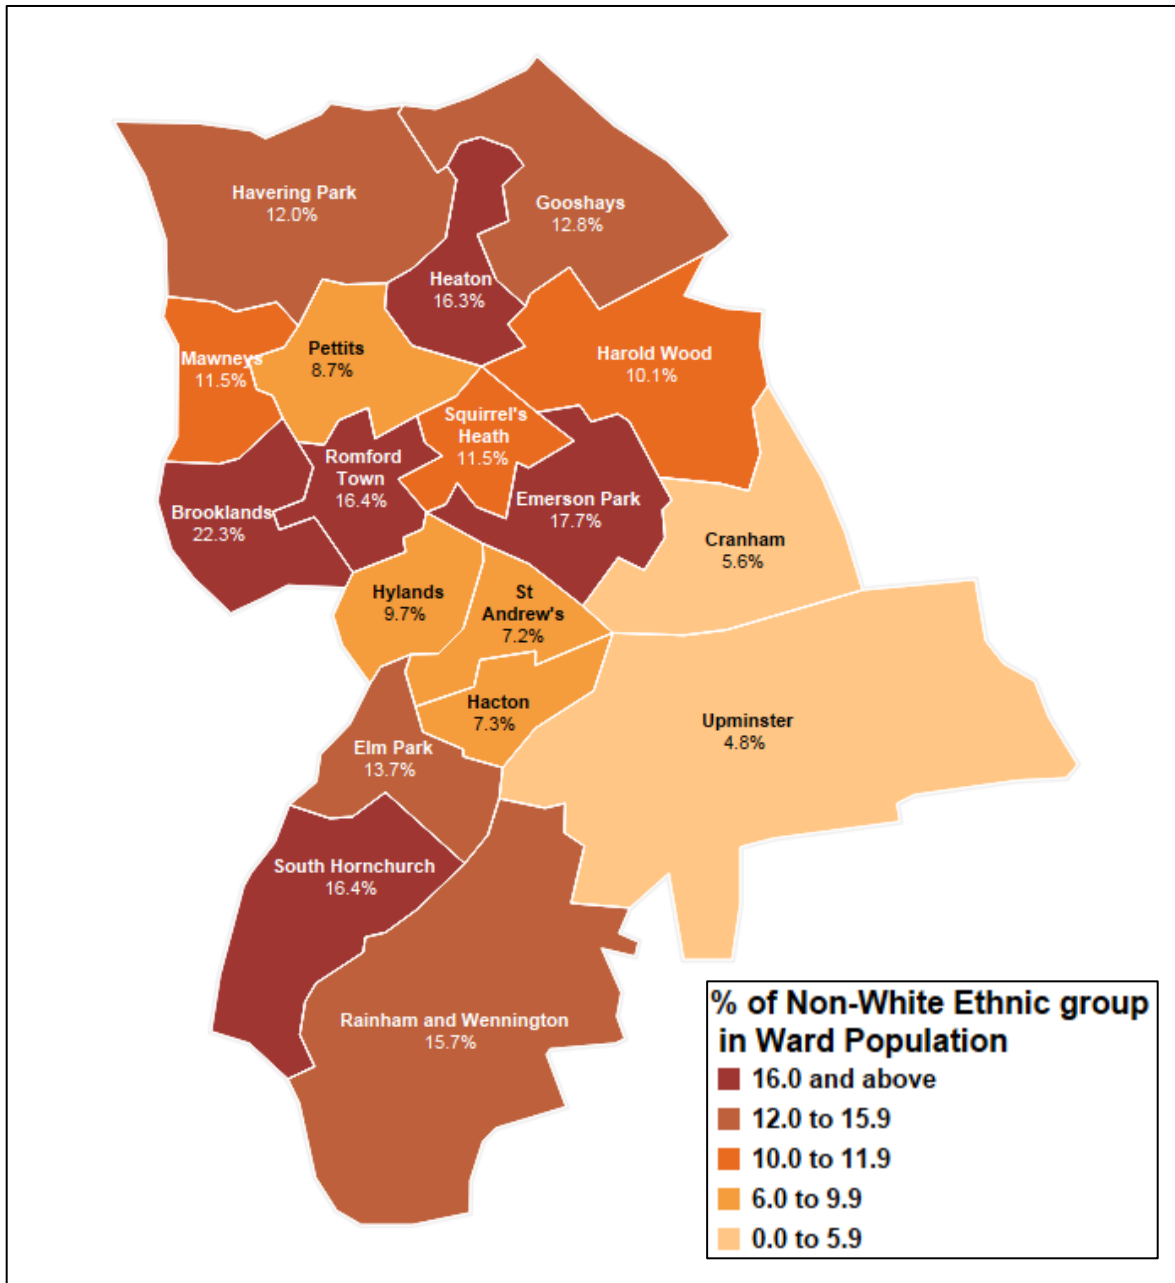 Havering Park
12.0%
Gooshays
12.8%
Heaton
16.3%
Mawneys
11.5%
Pettits
8.7%
Harold Wood
10.1%
Squirrel's
Heath
11.5%
Romford
Town
16.4%
Brooklands
22.3%
Emerson Park
17.7%
Cranham
5.6%
Hylands
9.7%
St
Andrew's
7.2%
Hacton
7.3%
Upminster
4.8%
Elm Park
13.7%
South Hornchurch
16.4%
Rainham and Wennington
15.7%
% of Non-White Ethnic group
in Ward Population
16.0 and above
12.0 to 15.9
10.0 to 11.9
6.0 to 9.9
0.0 to 5.9